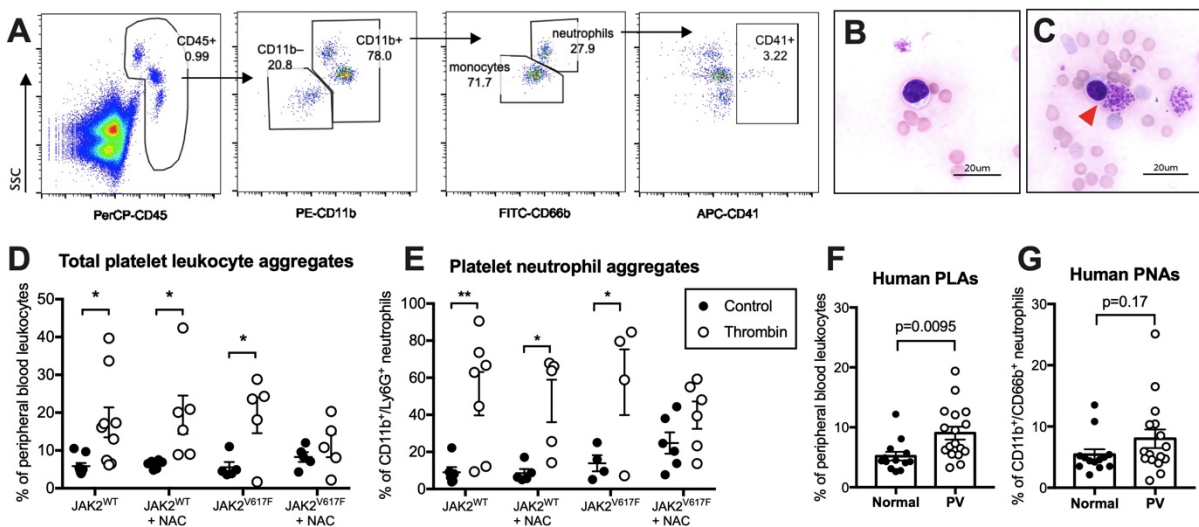 A
SSC
CD45+
0.99
PerCP-CD45
CD11b–
20.8
CD11b+
78.0
PE-CD11b
neutrophils
27.9
monocytes
71.7
FITC-CD66b
CD41+
3.22
APC-CD41
B
20um
C
20um
D
Total platelet leukocyte aggregates
% of peripheral blood leukocytes
50
40
30
20
10
0
*
*
*
JAK2WT
JAK2WT
+ NAC
JAK2V617F
JAK2V617F
+ NAC
E
Platelet neutrophil aggregates
% of CD11b+/Ly6G+ neutrophils
100
80
60
40
20
0
**
*
*
JAK2WT
JAK2WT
+ NAC
JAK2V617F
JAK2V617F
+ NAC
Control
Thrombin
F
Human PLAs
% of peripheral blood leukocytes
30
20
10
0
p=0.0095
Normal
PV
G
Human PNAs
% of CD11b+/CD66b+ neutrophils
30
20
10
0
p=0.17
Normal
PV